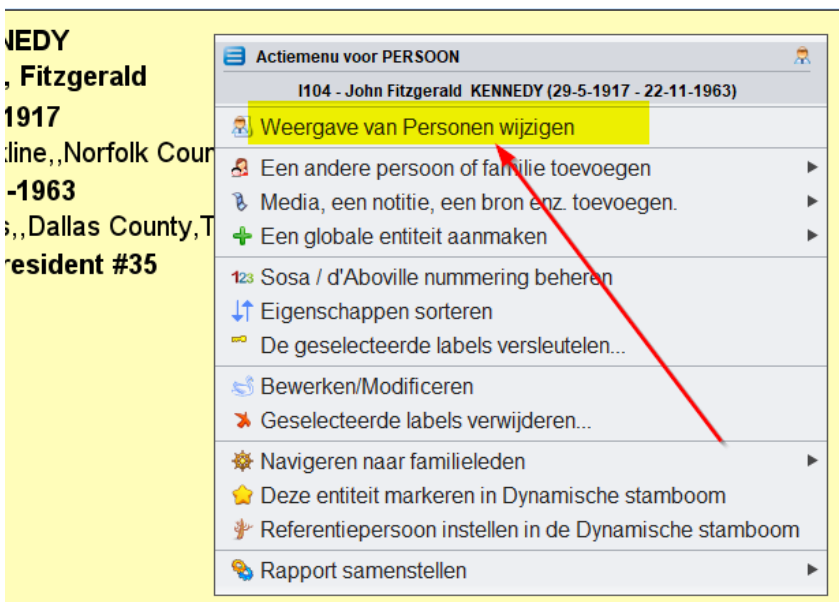 NEDY
, Fitzgerald
1917
line,,Norfolk Cour
-1963
s,,Dallas County,T
resident #35
Actiemenu voor PERSOON
I104 - John Fitzgerald KENNEDY (29-5-1917 - 22-11-1963)
Weergave van Personen wijzigen
Een andere persoon of familie toevoegen
Media, een notitie, een bron enz. toevoegen.
Een globale entiteit aanmaken
123 Sosa / d'Aboville nummering beheren
Eigenschappen sorteren
De geselecteerde labels versleutelen...
Bewerken/Modificeren
Geselecteerde labels verwijderen...
Navigeren naar familieleden
Deze entiteit markeren in Dynamische stamboom
Referentiepersoon instellen in de Dynamische stamboom
Rapport samenstellen